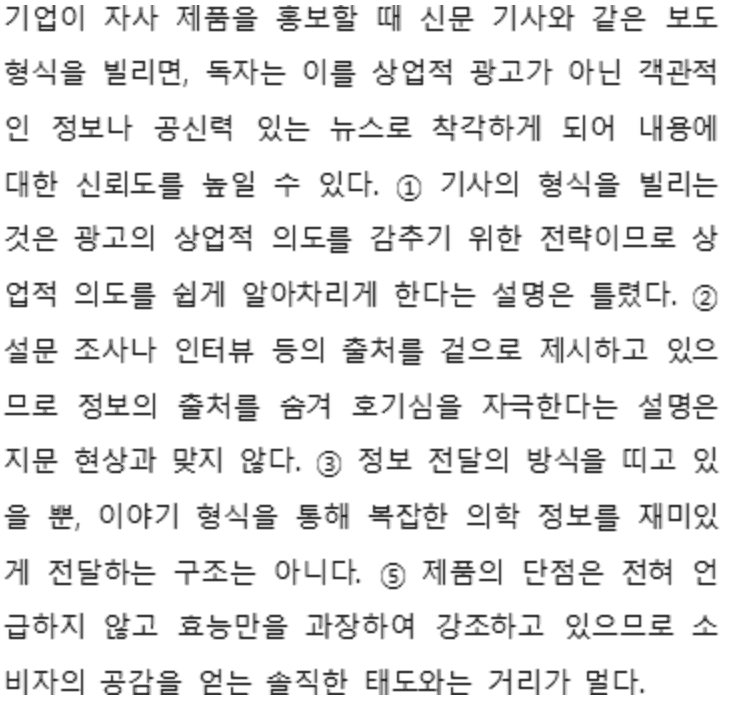 기업이 자사 제품을 홍보할 때 신문 기사와 같은 보도
형식을 빌리면, 독자는 이를 상업적 광고가 아닌 객관적
인 정보나 공신력 있는 뉴스로 착각하게 되어 내용에
대한 신뢰도를 높일 수 있다. ① 기사의 형식을 빌리는
것은 광고의 상업적 의도를 감추기 위한 전략이므로 상
업적 의도를 쉽게 알아차리게 한다는 설명은 틀렸다. ②
설문 조사나 인터뷰 등의 출처를 겉으로 제시하고 있으
므로 정보의 출처를 숨겨 호기심을 자극한다는 설명은
지문 현상과 맞지 않다. ③ 정보 전달의 방식을 띠고 있
을 뿐, 이야기 형식을 통해 복잡한 의학 정보를 재미있
게 전달하는 구조는 아니다. ⑤ 제품의 단점은 전혀 언
급하지 않고 효능만을 과장하여 강조하고 있으므로 소
비자의 공감을 얻는 솔직한 태도와는 거리가 멀다.